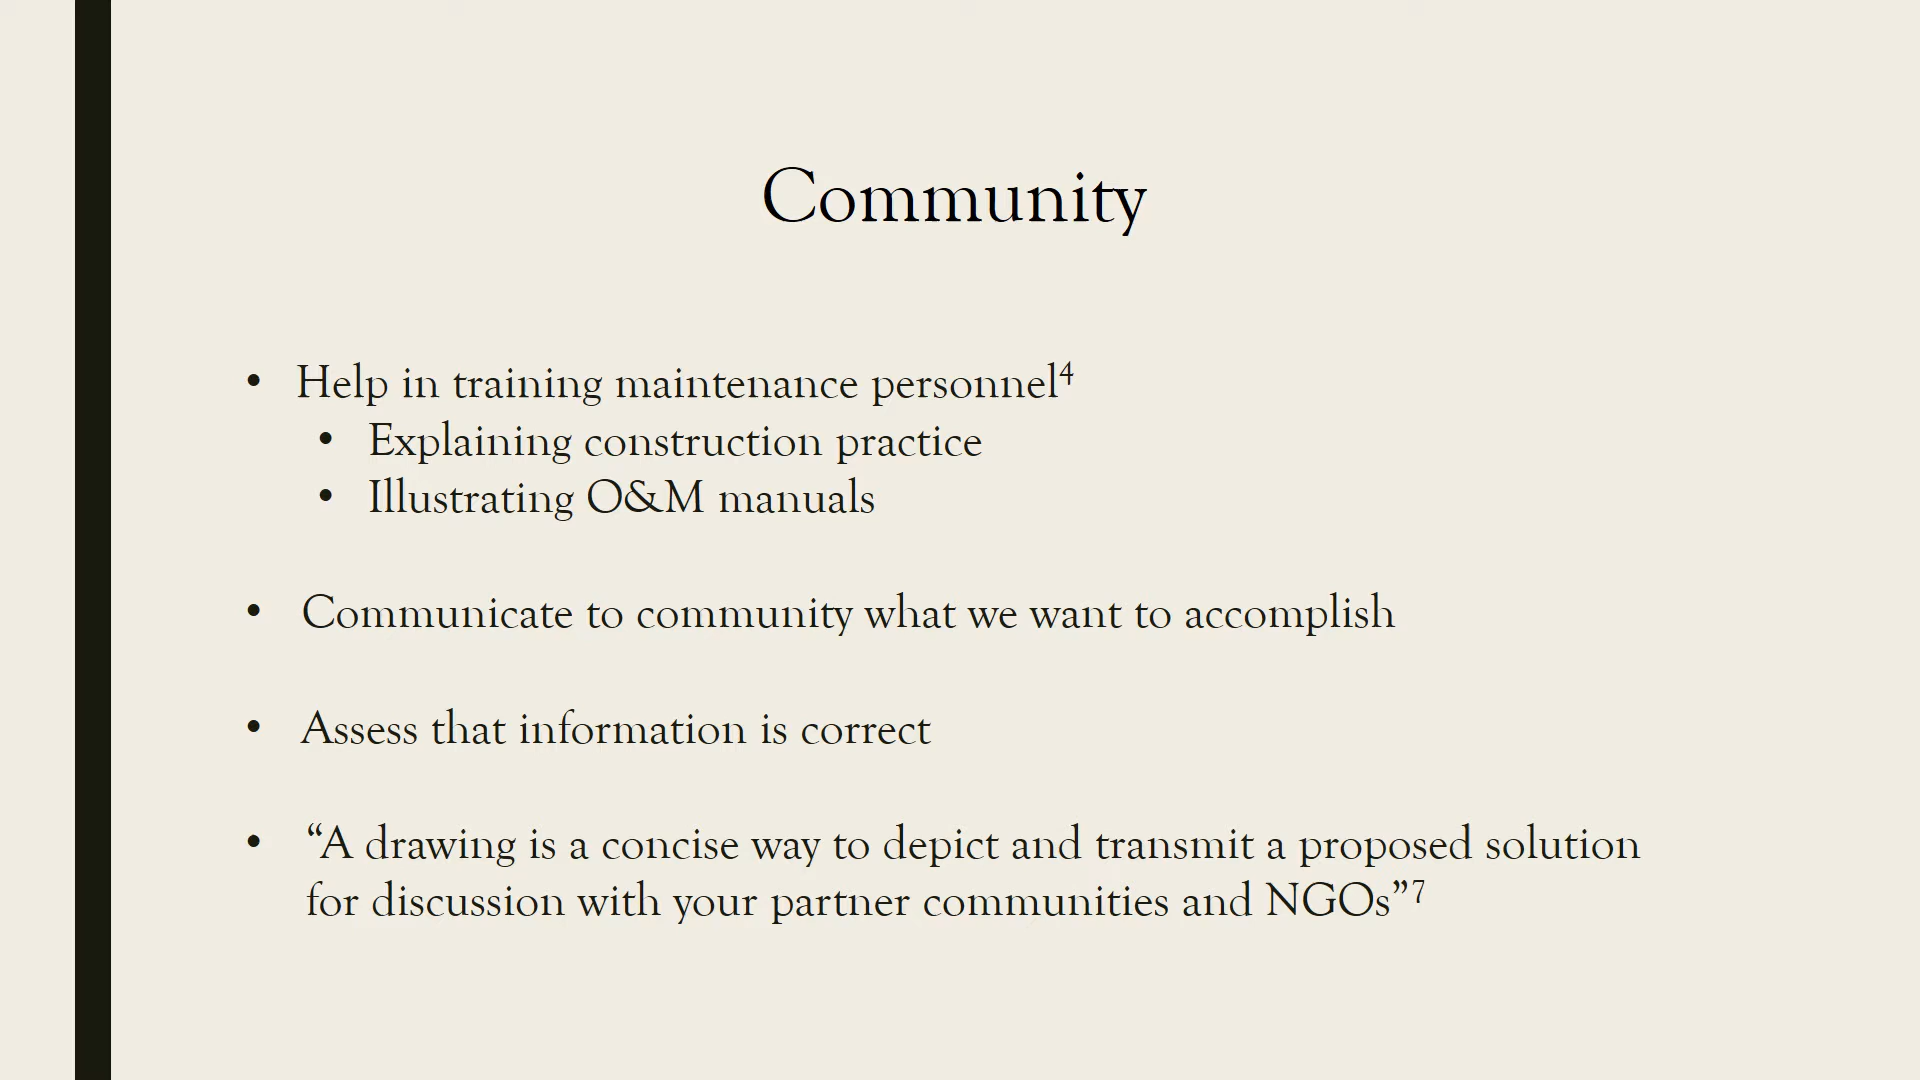 Community
• Help in training maintenance personnel⁴
• Explaining construction practice
• Illustrating O&M manuals
• Communicate to community what we want to accomplish
• Assess that information is correct
• “A drawing is a concise way to depict and transmit a proposed solution
for discussion with your partner communities and NGOs”⁷